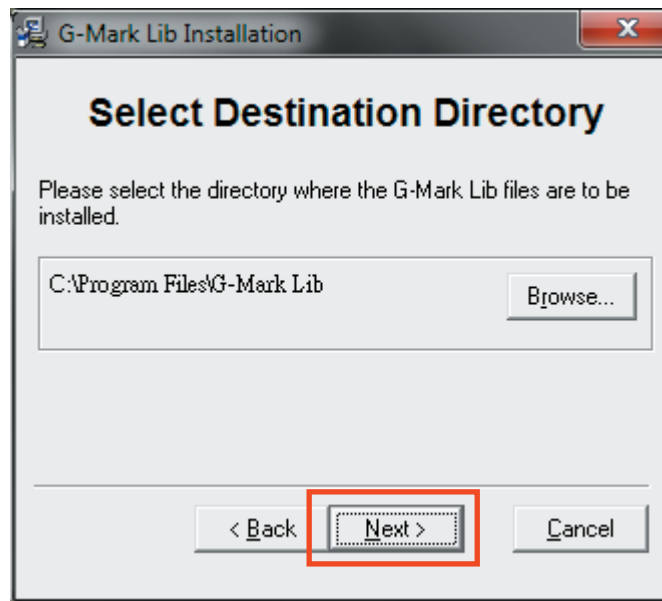 G-Mark Lib Installation
Select Destination Directory
Please select the directory where the G-Mark Lib files are to be
installed.
C:\Program Files\G-Mark Lib
Browse...
< Back
Next >
Cancel